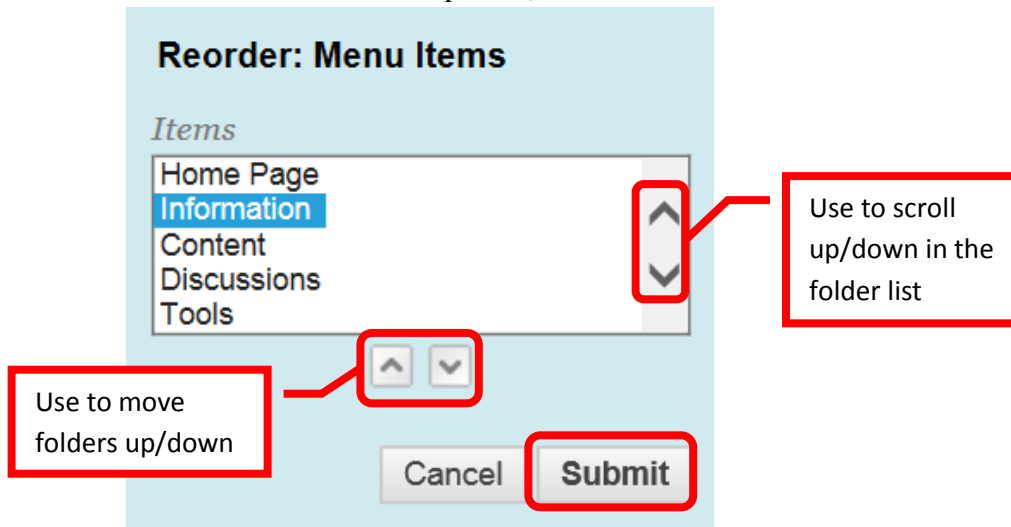 Reorder: Menu Items
Items
Home Page
Information
Content
Discussions
Tools
Use to scroll
up/down in the
folder list
Use to move
folders up/down
Cancel
Submit